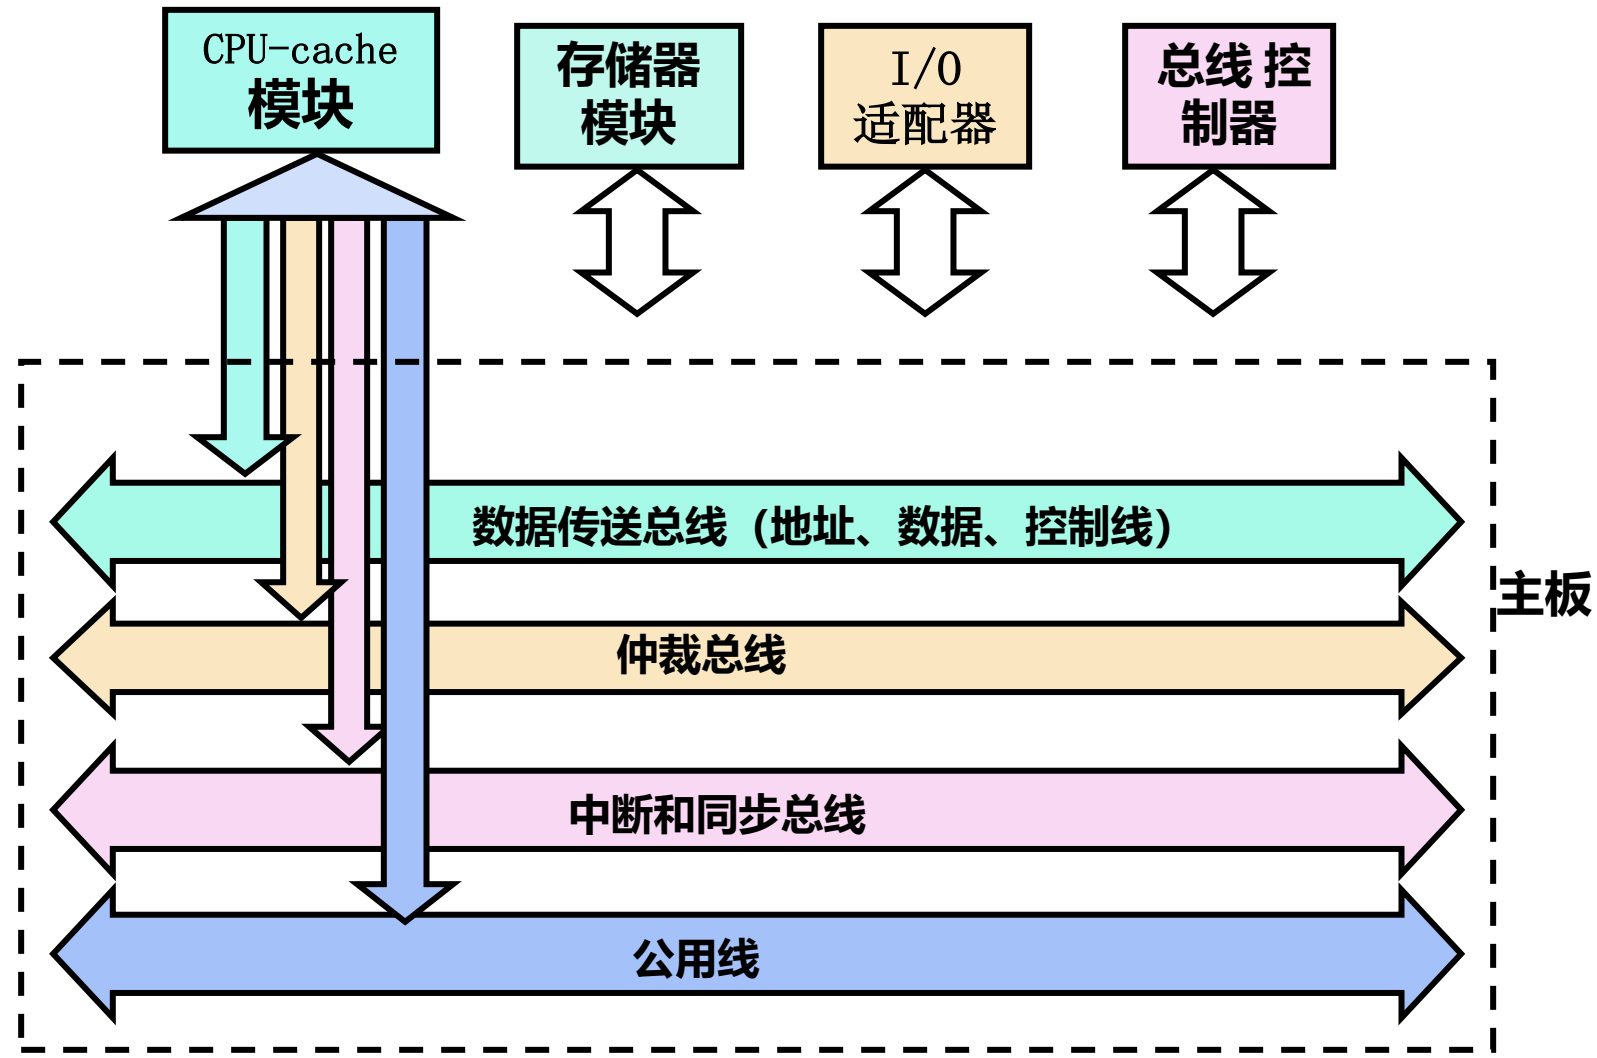 CPU-cache
模块
存储器
模块
I/O
适配器
总线 控
制器
数据传送总线（地址、数据、控制线）
主板
仲裁总线
中断和同步总线
公用线